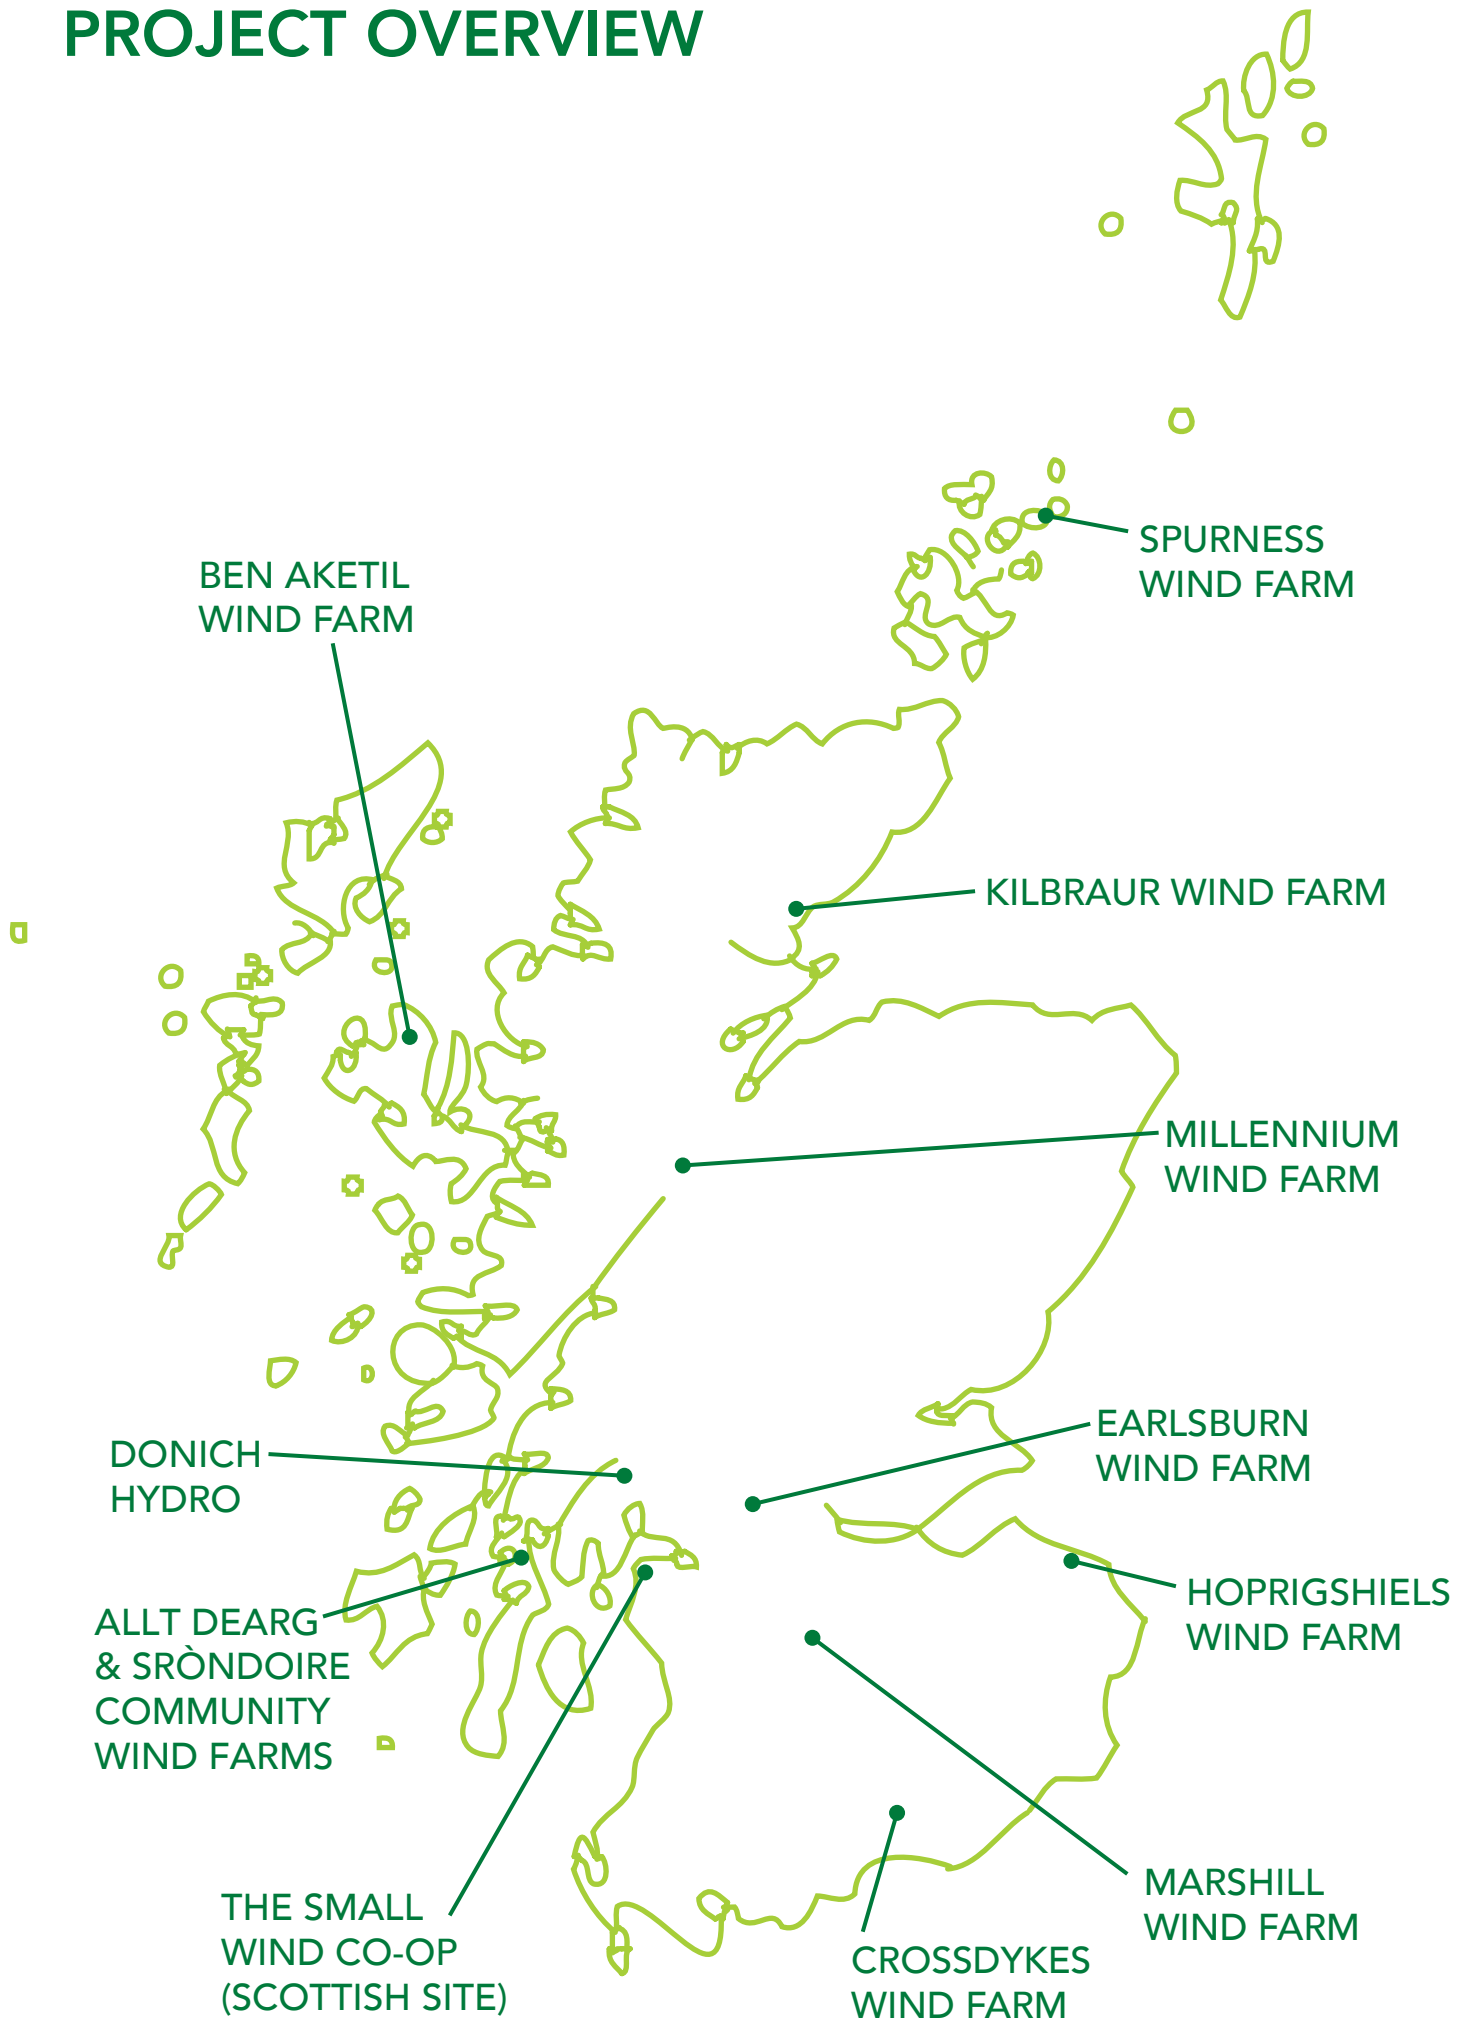 PROJECT OVERVIEW
SPURNESS
WIND FARM
BEN AKETIL
WIND FARM
KILBRAUR WIND FARM
MILLENNIUM
WIND FARM
EARLSBURN
WIND FARM
DONICH
HYDRO
HOPRIGSHIELS
WIND FARM
ALLT DEARG
& SRÒNDOIRE
COMMUNITY
WIND FARMS
MARSHILL
WIND FARM
THE SMALL
WIND CO-OP
(SCOTTISH SITE)
CROSSDYKES
WIND FARM